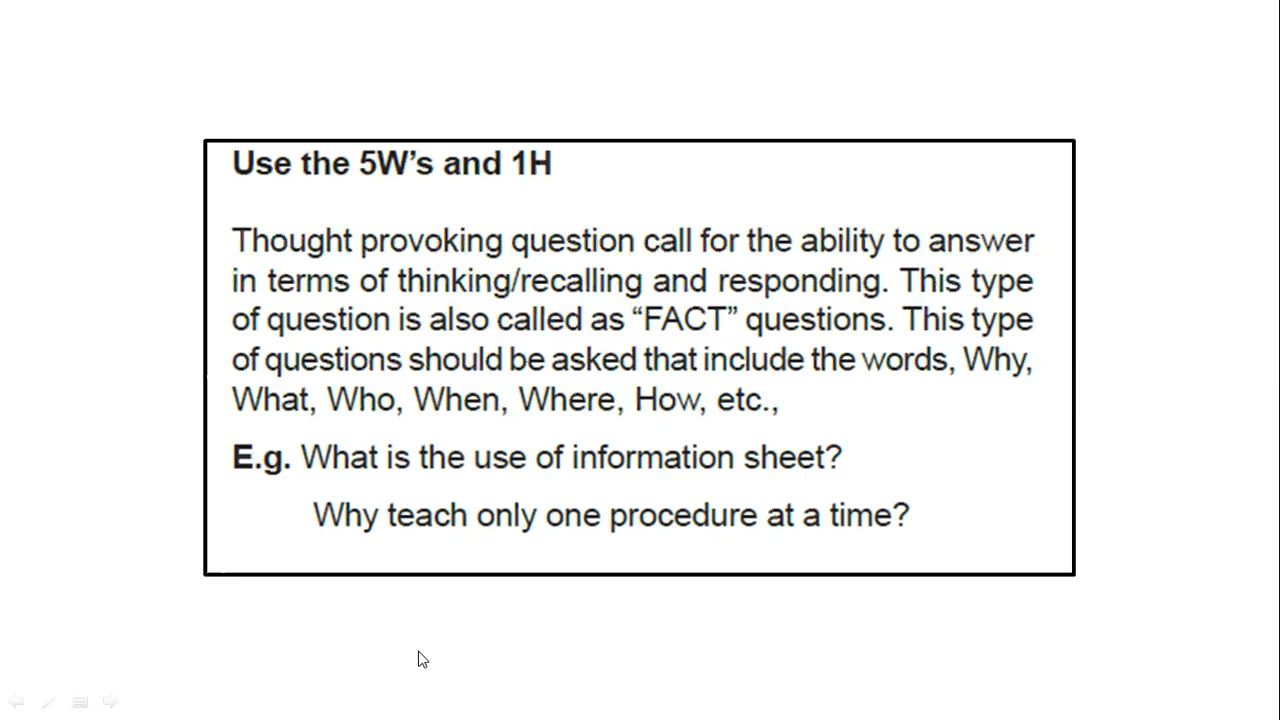 Use the 5W’s and 1H
Thought provoking question call for the ability to answer
in terms of thinking/recalling and responding. This type
of question is also called as “FACT” questions. This type
of questions should be asked that include the words, Why,
What, Who, When, Where, How, etc.,
E.g. What is the use of information sheet?
Why teach only one procedure at a time?